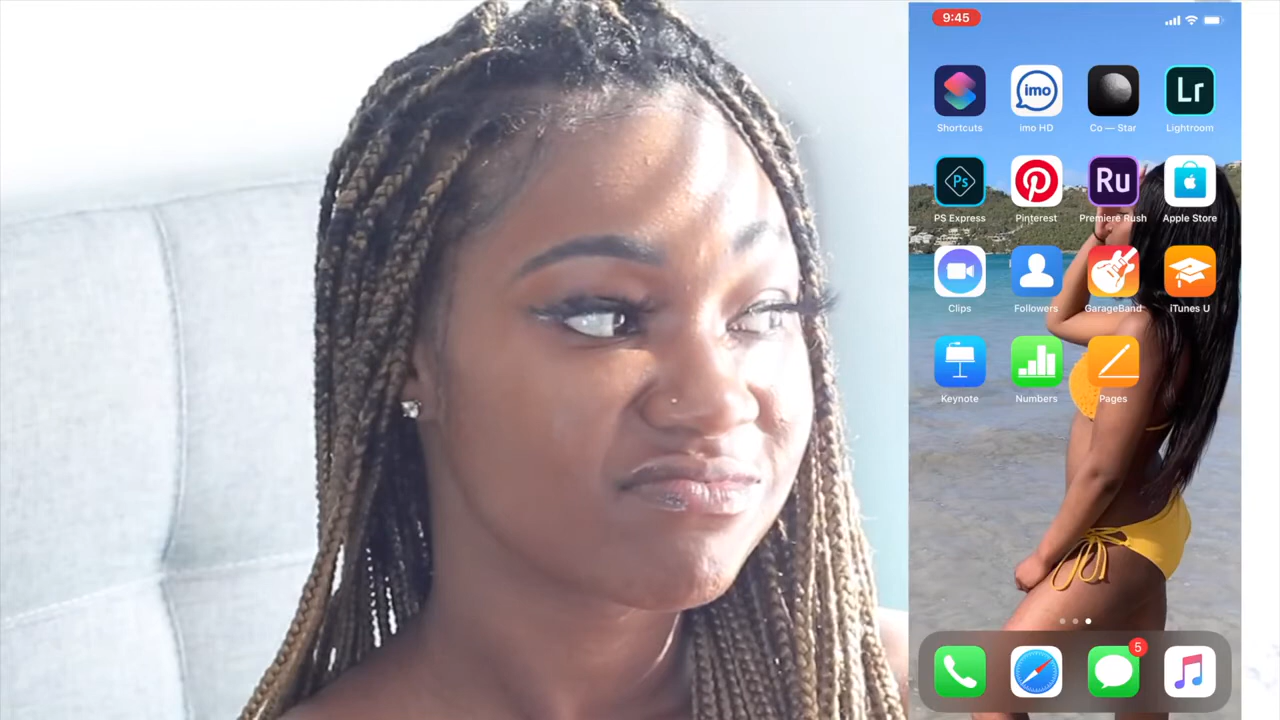 9:45
Shortcuts imo HD Co — Star Lightroom
imo Lr
Ps Ru
PS Express Pinterest Premiere Rush Apple Store
Clips Followers GarageBand iTunes U
Keynote Numbers Pages
5